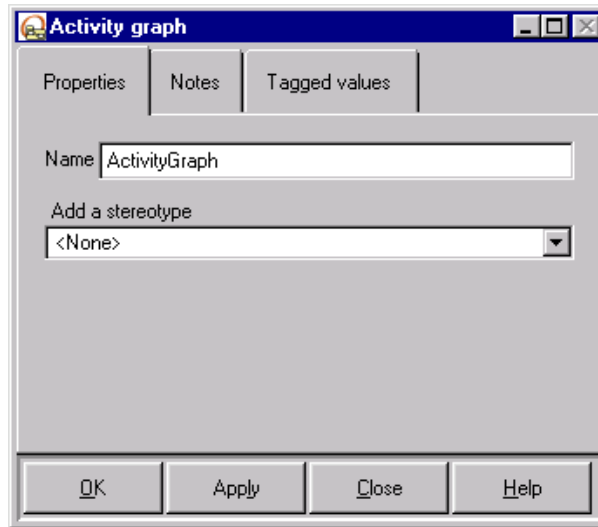 Activity graph
Properties Notes Tagged values
Name ActivityGraph
Add a stereotype
<None>
OK Apply Close Help